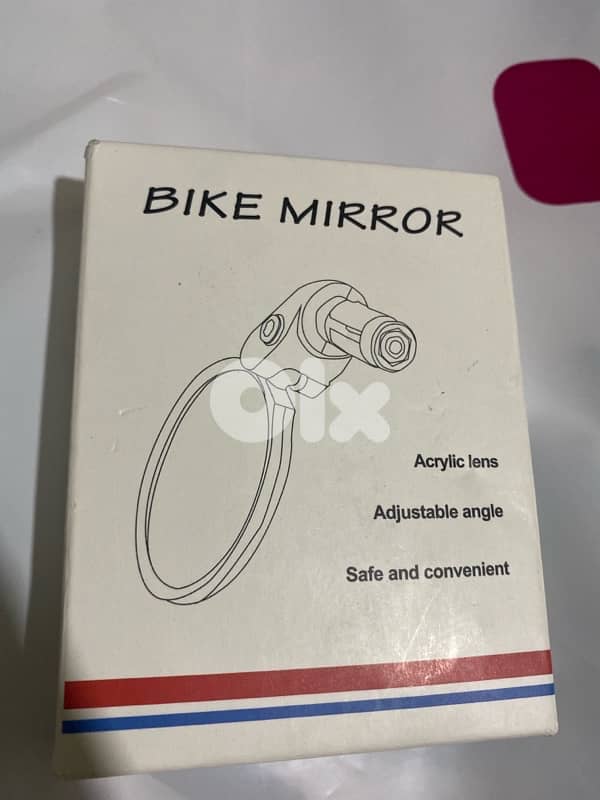 BIKE MIRROR
Olx
Acrylic lens
Adjustable angle
Safe and convenient